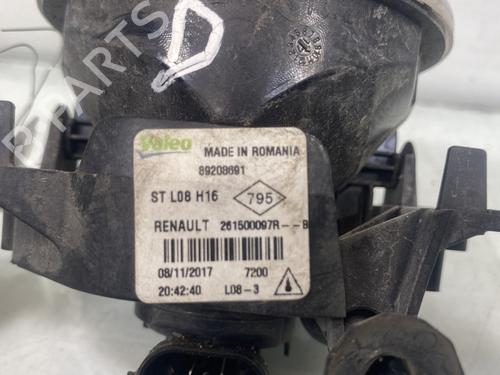 B-PARTS
D
Valeo MADE IN ROMANIA
89208691
ST L08 H16 795
RENAULT 261500097R--B
08/11/2017 7200
20:42:40 L08-3